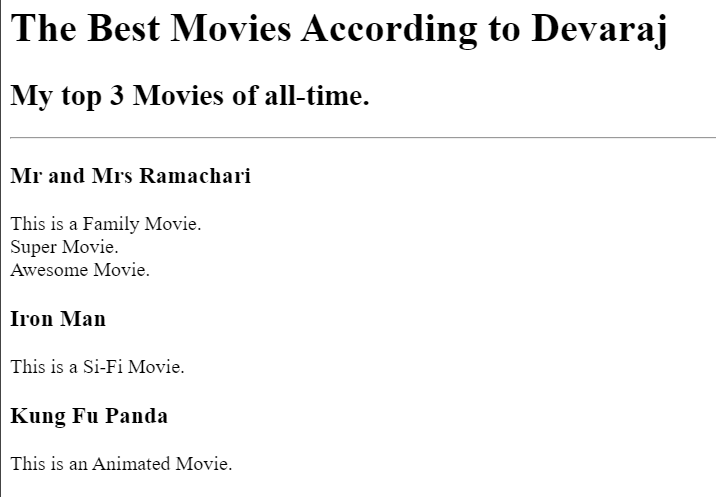 The Best Movies According to Devaraj
My top 3 Movies of all-time.
Mr and Mrs Ramachari
This is a Family Movie.
Super Movie.
Awesome Movie.
Iron Man
This is a Si-Fi Movie.
Kung Fu Panda
This is an Animated Movie.